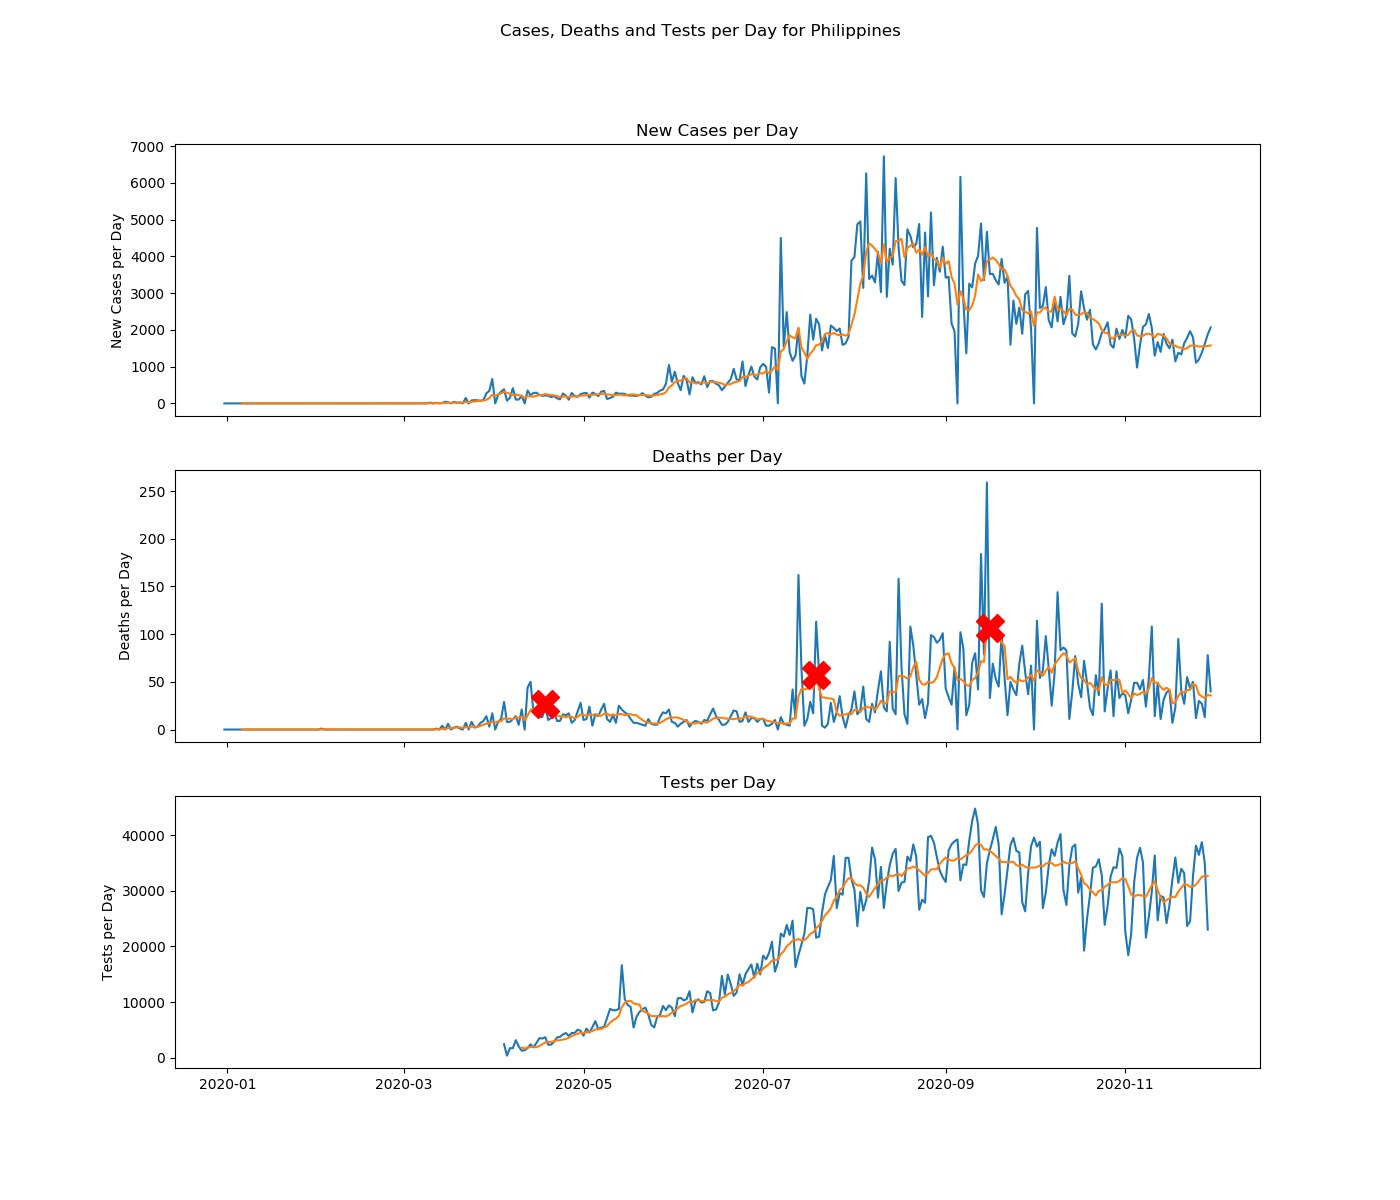 Cases, Deaths and Tests per Day for Philippines
New Cases per Day
7000
6000
5000
4000
3000
2000
1000
0
New Cases per Day
Deaths per Day
250
200
150
100
50
0
Deaths per Day
Tests per Day
40000
30000
20000
10000
0
Tests per Day
2020-01 2020-03 2020-05 2020-07 2020-09 2020-11